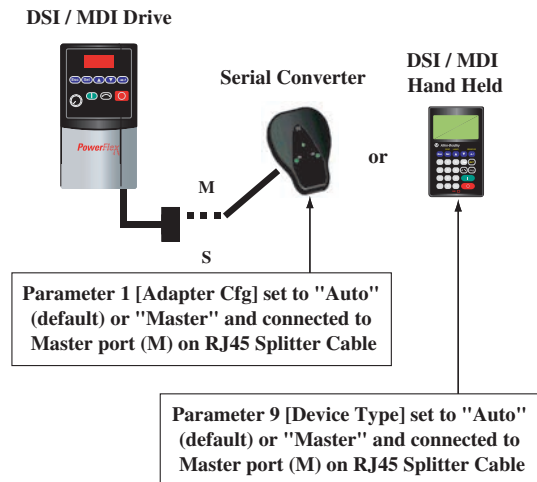 DSI / MDI Drive
Serial Converter
DSI / MDI
Hand Held
PowerFlex
or
M
S
Parameter 1 [Adapter Cfg] set to "Auto"
(default) or "Master" and connected to
Master port (M) on RJ45 Splitter Cable
Parameter 9 [Device Type] set to "Auto"
(default) or "Master" and connected to
Master port (M) on RJ45 Splitter Cable